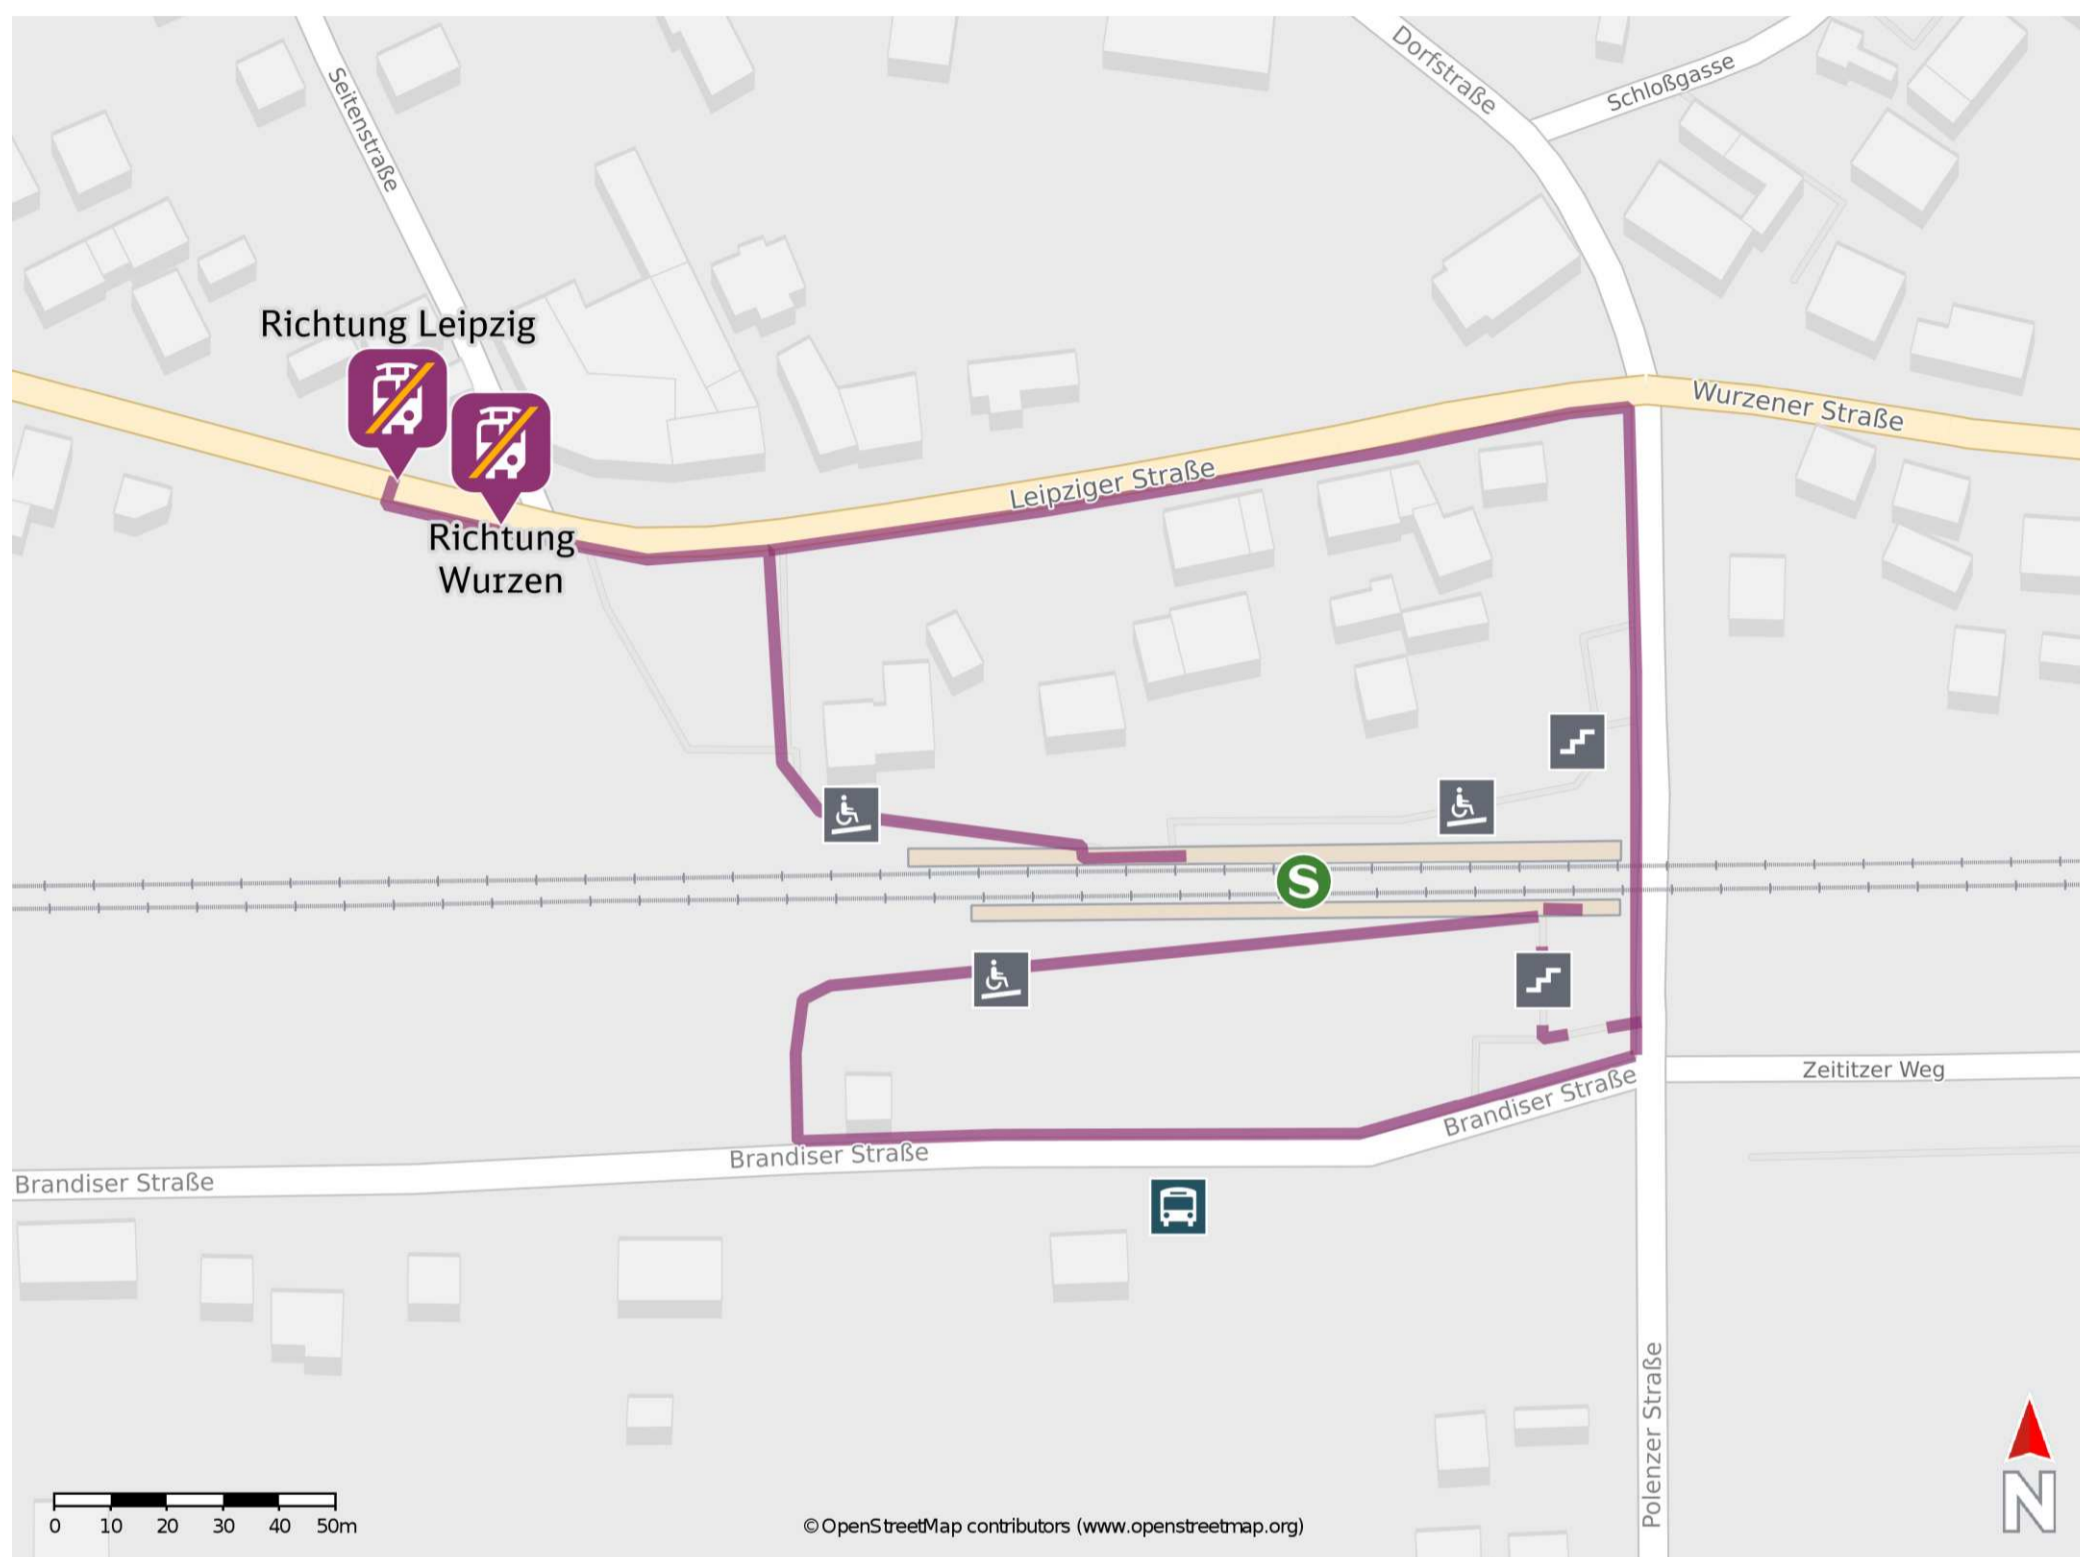 Dorfstraße
Schloßgasse
Seitenstraße
Richtung Leipzig
Wurzener Straße
Leipziger Straße
Richtung
Wurzen
S
Zeititzer Weg
Brandiser Straße
Brandiser Straße
Brandiser Straße
Polenzer Straße
N
0 10 20 30 40 50m
© OpenStreetMap contributors (www.openstreetmap.org)